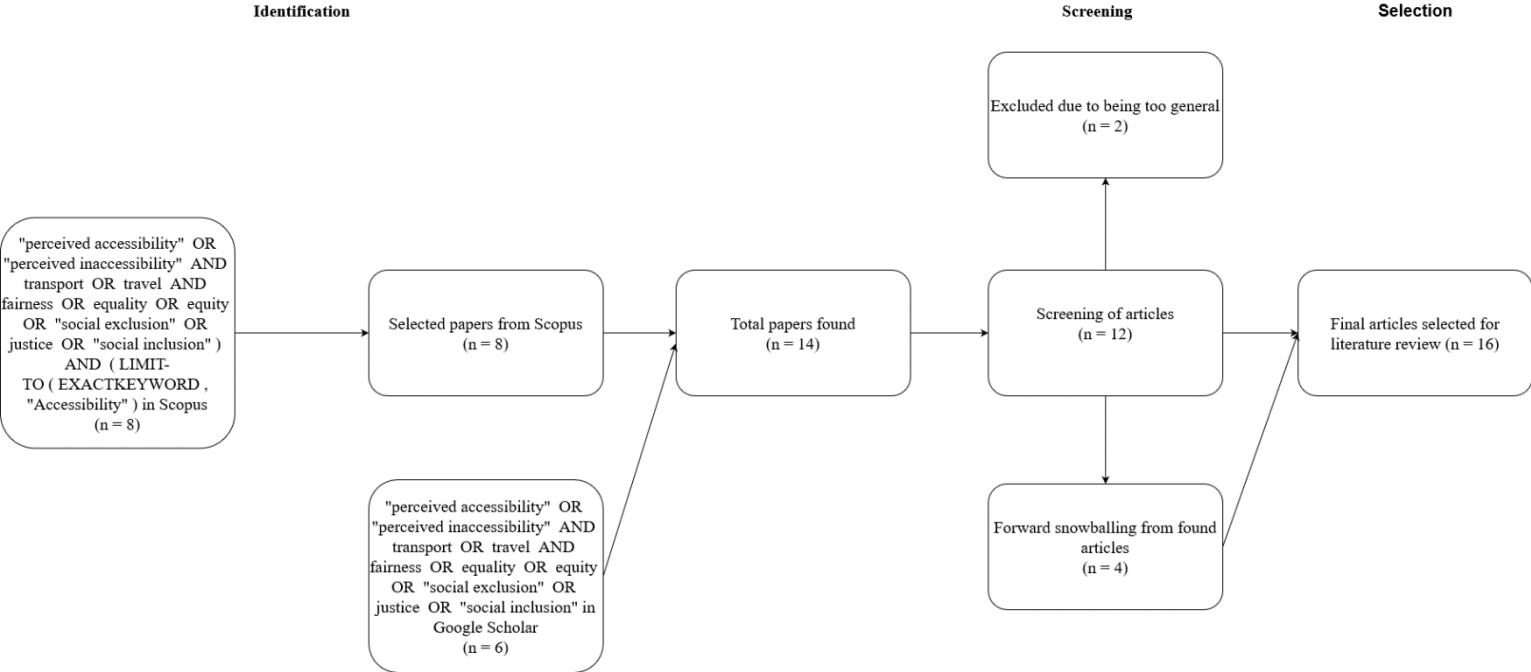 Identification
Screening
Selection
"perceived accessibility" OR
"perceived inaccessibility" AND
transport OR travel AND
fairness OR equality OR equity
OR "social exclusion" OR
justice OR "social inclusion" )
AND ( LIMIT-
TO ( EXACTKEYWORD ,
"Accessibility" ) in Scopus
(n = 8)
Selected papers from Scopus
(n = 8)
"perceived accessibility" OR
"perceived inaccessibility" AND
transport OR travel AND
fairness OR equality OR equity
OR "social exclusion" OR
justice OR "social inclusion" in
Google Scholar
(n = 6)
Total papers found
(n = 14)
Excluded due to being too general
(n = 2)
Screening of articles
(n = 12)
Forward snowballing from found
articles
(n = 4)
Final articles selected for
literature review (n = 16)